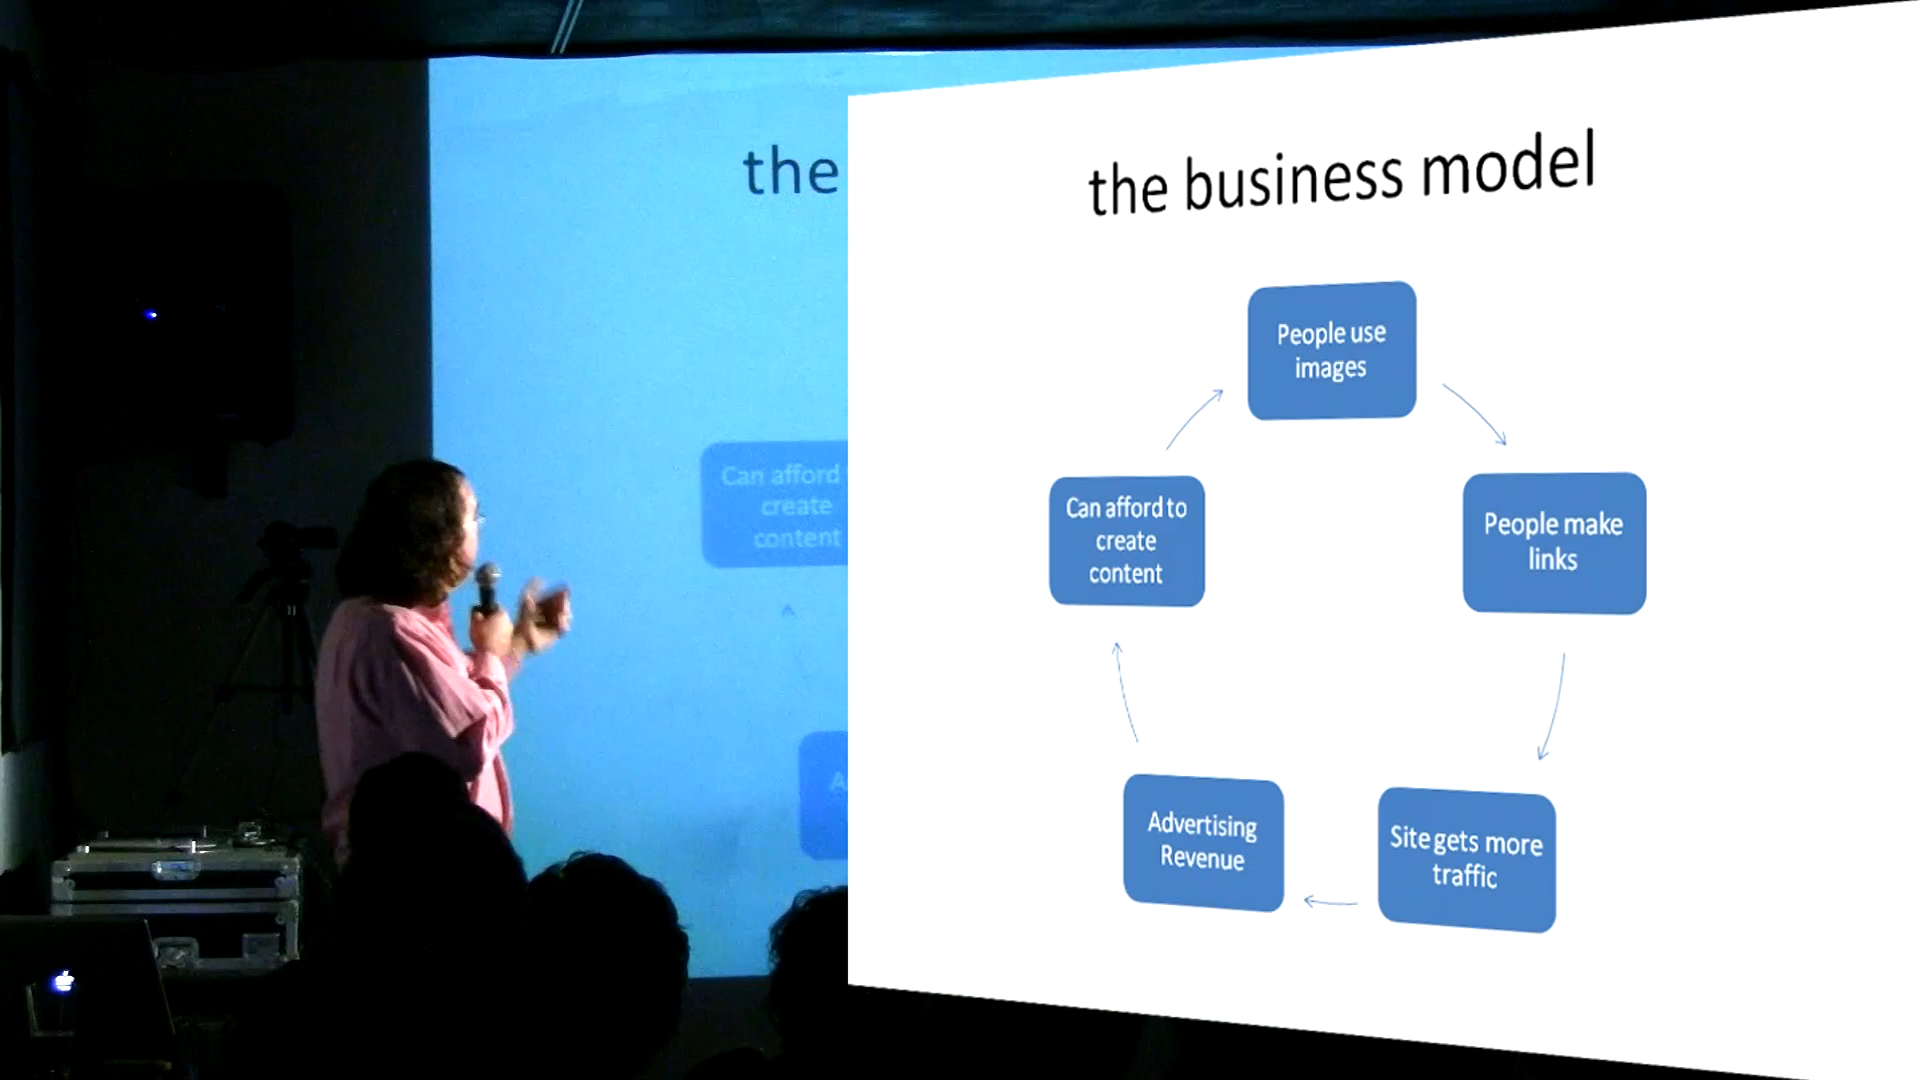 the
Can afford
create
content
A
the business model
People use
images
People make
links
Site gets more
traffic
Advertising
Revenue
Can afford to
create
content